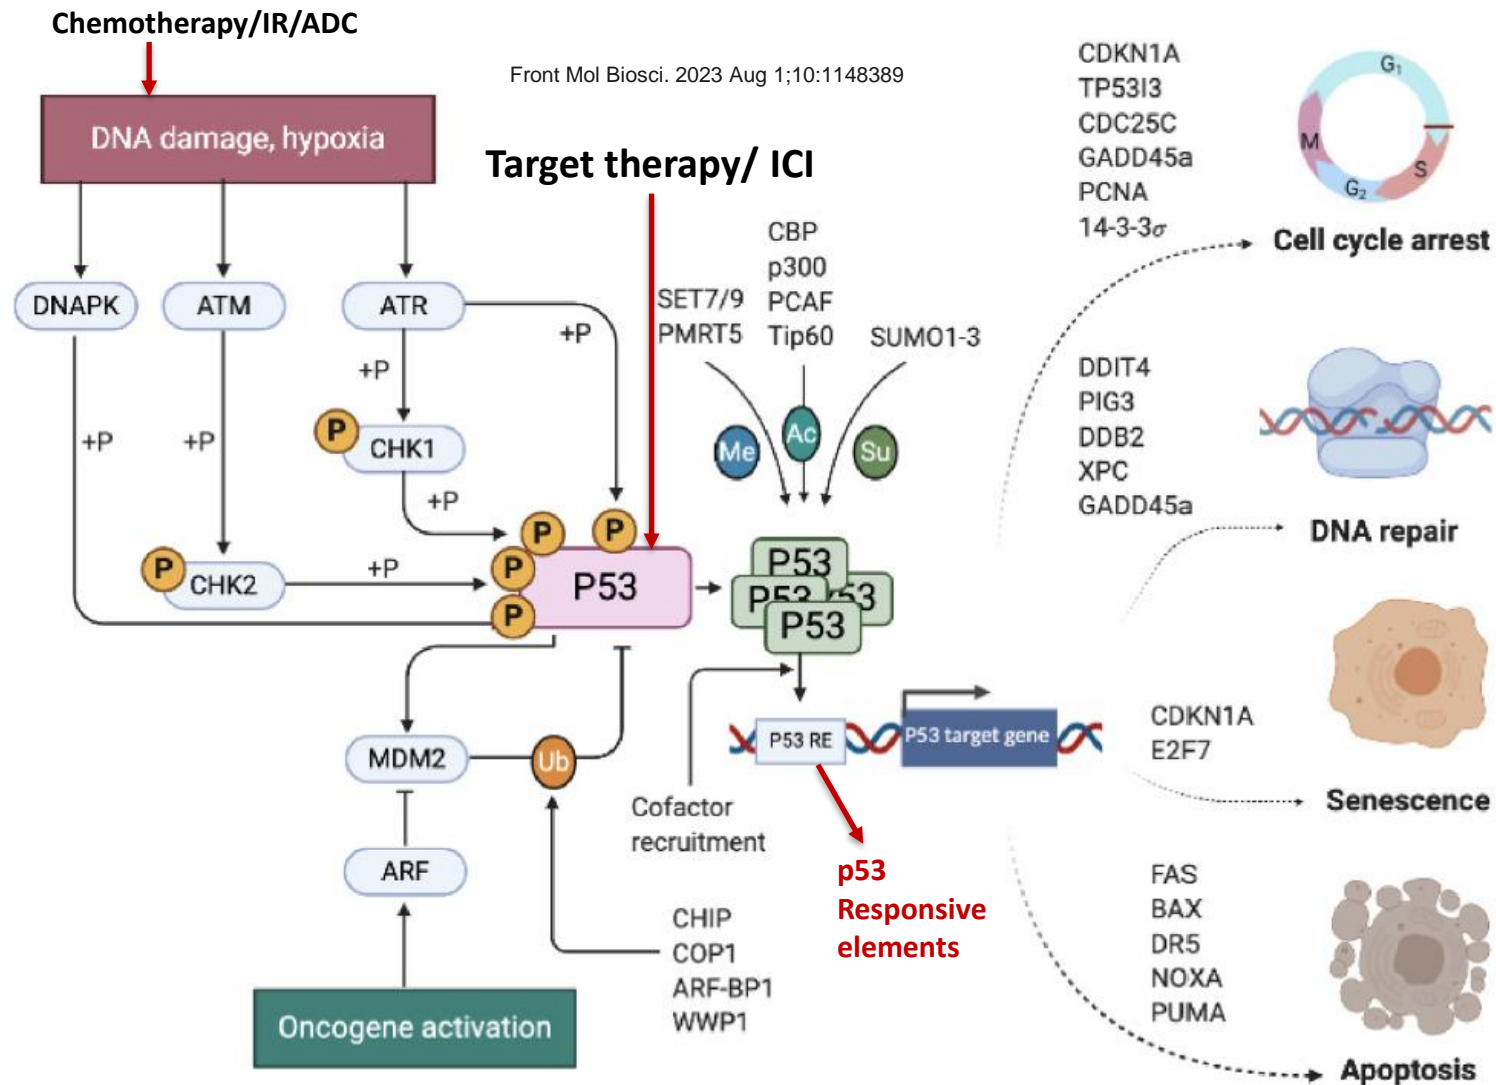 Chemotherapy/IR/ADC
Front Mol Biosci. 2023 Aug 1;10:1148389
DNA damage, hypoxia
Target therapy/ ICI
DNAPK
ATM
ATR
+P
+P
+P
+P
P
CHK1
+P
P
CHK2
+P
P
P
P
P
P53
SET7/9
PMRT5
CBP
p300
PCAF
Tip60
SUMO1-3
Me
Ac
Su
P53
P53
53
P53
MDM2
Ub
ARF
Oncogene activation
CHIP
COP1
ARF-BP1
WWP1
Cofactor
recruitment
P53 RE
P53 target gene
p53
Responsive
elements
CDKN1A
TP53I3
CDC25C
GADD45a
PCNA
14-3-3σ
G1
M
G2
S
Cell cycle arrest
DDIT4
PIG3
DDB2
XPC
GADD45a
DNA repair
CDKN1A
E2F7
Senescence
FAS
BAX
DR5
NOXA
PUMA
Apoptosis